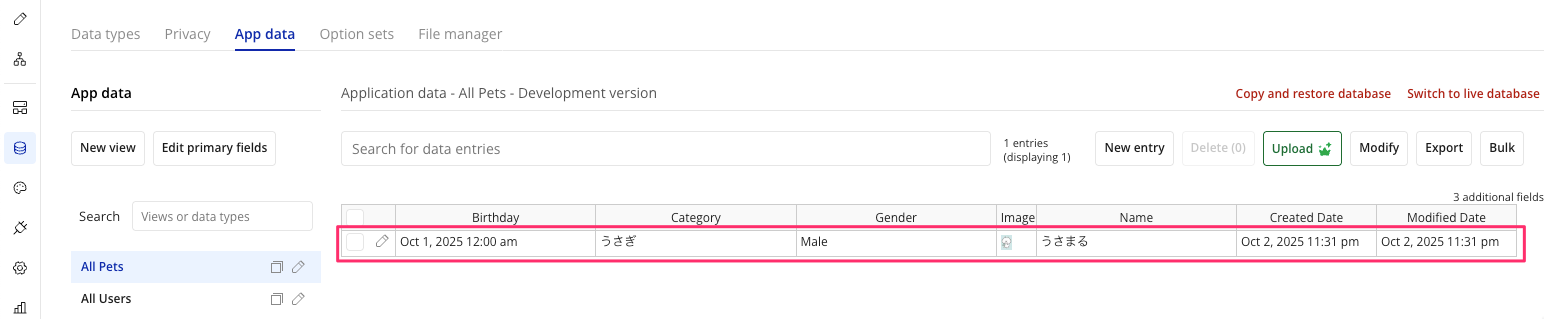 Data types Privacy App data Option sets File manager
App data
New view Edit primary fields
Search Views or data types
All Pets
All Users
Application data - All Pets - Development version Copy and restore database Switch to live database
Search for data entries 1 entries (displaying 1) New entry Delete (0) Upload Modify Export Bulk
3 additional fields
Birthday Category Gender Image Name Created Date Modified Date
Oct 1, 2025 12:00 am うさぎ Male うさまる Oct 2, 2025 11:31 pm Oct 2, 2025 11:31 pm